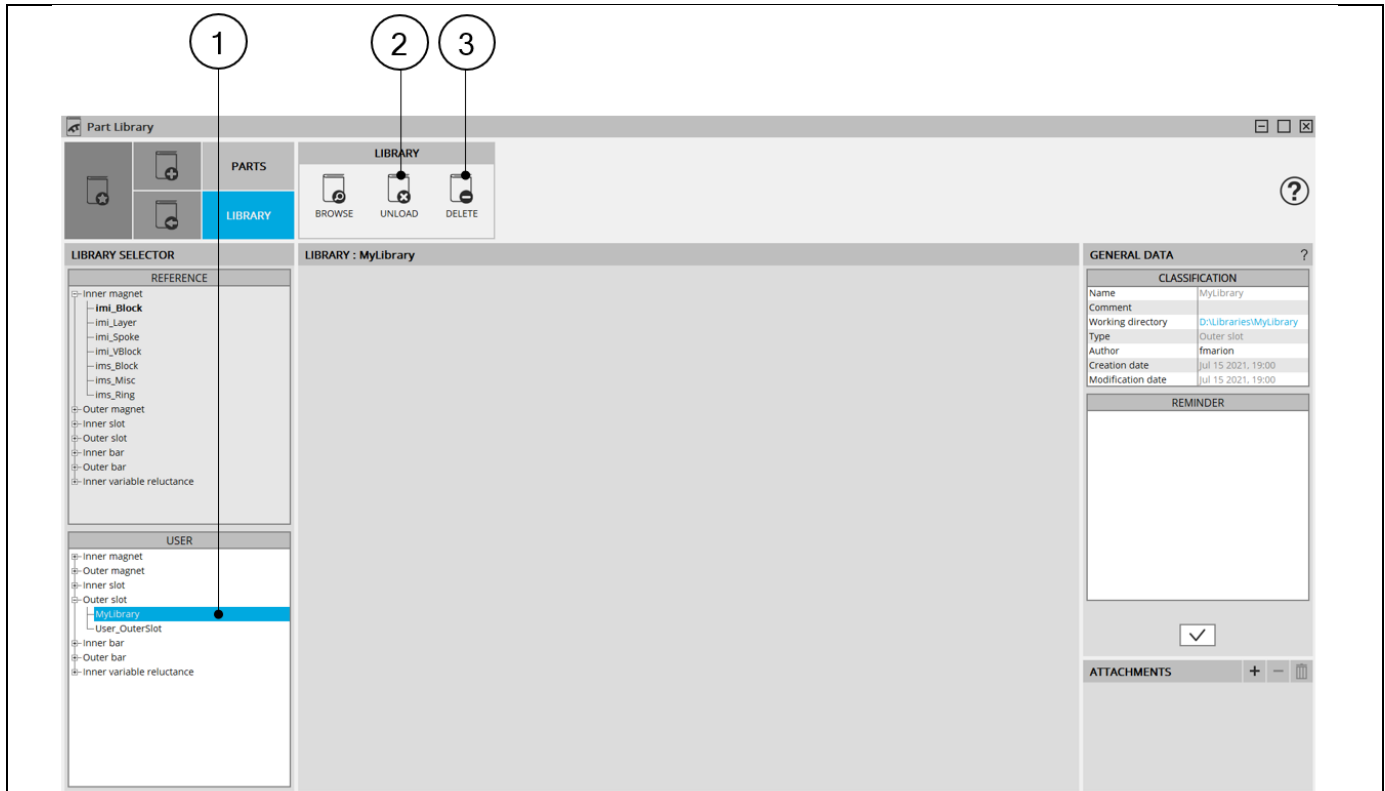 1
2
3
Part Library
PARTS
LIBRARY
LIBRARY
BROWSE
UNLOAD
DELETE
?
LIBRARY SELECTOR
REFERENCE
Inner magnet
imi_Block
imi_Layer
imi_Spoke
imi_VBlock
ims_Block
ims_Misc
ims_Ring
Outer magnet
Inner slot
Outer slot
Inner bar
Outer bar
Inner variable reluctance
USER
Inner magnet
Outer magnet
Inner slot
Outer slot
MyLibrary
User_OuterSlot
Inner bar
Outer bar
Inner variable reluctance
LIBRARY : MyLibrary
GENERAL DATA ?
CLASSIFICATION
Name MyLibrary
Comment
Working directory D:\Libraries\MyLibrary
Type Outer slot
Author fmarion
Creation date Jul 15 2021, 19:00
Modification date Jul 15 2021, 19:00
REMINDER
ATTACHMENTS